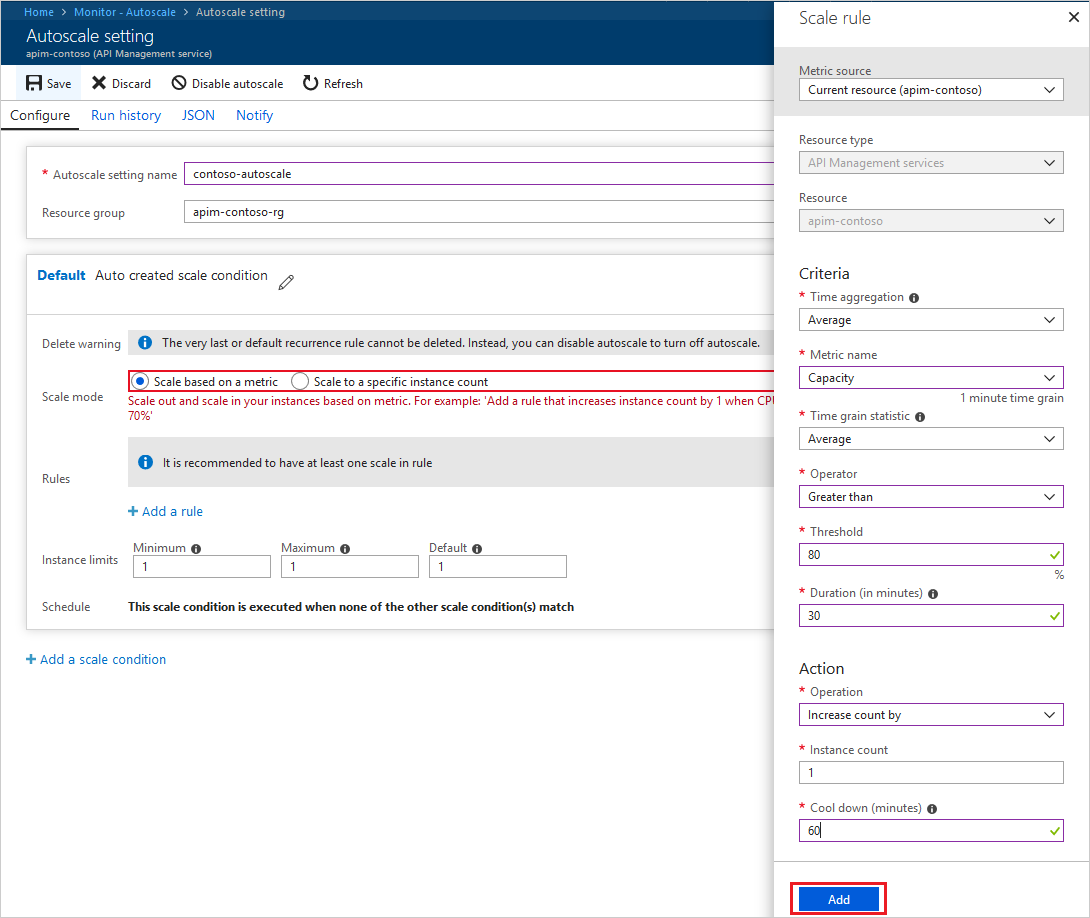 Home > Monitor - Autoscale > Autoscale setting
Autoscale setting
apim-contoso (API Management service)
Save Discard Disable autoscale Refresh
Configure Run history JSON Notify
* Autoscale setting name contoso-autoscale
Resource group apim-contoso-rg
Default Auto created scale condition
Delete warning The very last or default recurrence rule cannot be deleted. Instead, you can disable autoscale to turn off autoscale.
Scale mode Scale based on a metric Scale to a specific instance count
Scale out and scale in your instances based on metric. For example: 'Add a rule that increases instance count by 1 when CPU
70%'
Rules It is recommended to have at least one scale in rule
+ Add a rule
Minimum Maximum Default
Instance limits 1 1 1
Schedule This scale condition is executed when none of the other scale condition(s) match
+ Add a scale condition
Scale rule
Metric source
Current resource (apim-contoso)
Resource type
API Management services
Resource
apim-contoso
Criteria
* Time aggregation
Average
* Metric name
Capacity
1 minute time grain
* Time grain statistic
Average
* Operator
Greater than
* Threshold
80
%
* Duration (in minutes)
30
Action
* Operation
Increase count by
* Instance count
1
* Cool down (minutes)
60
Add